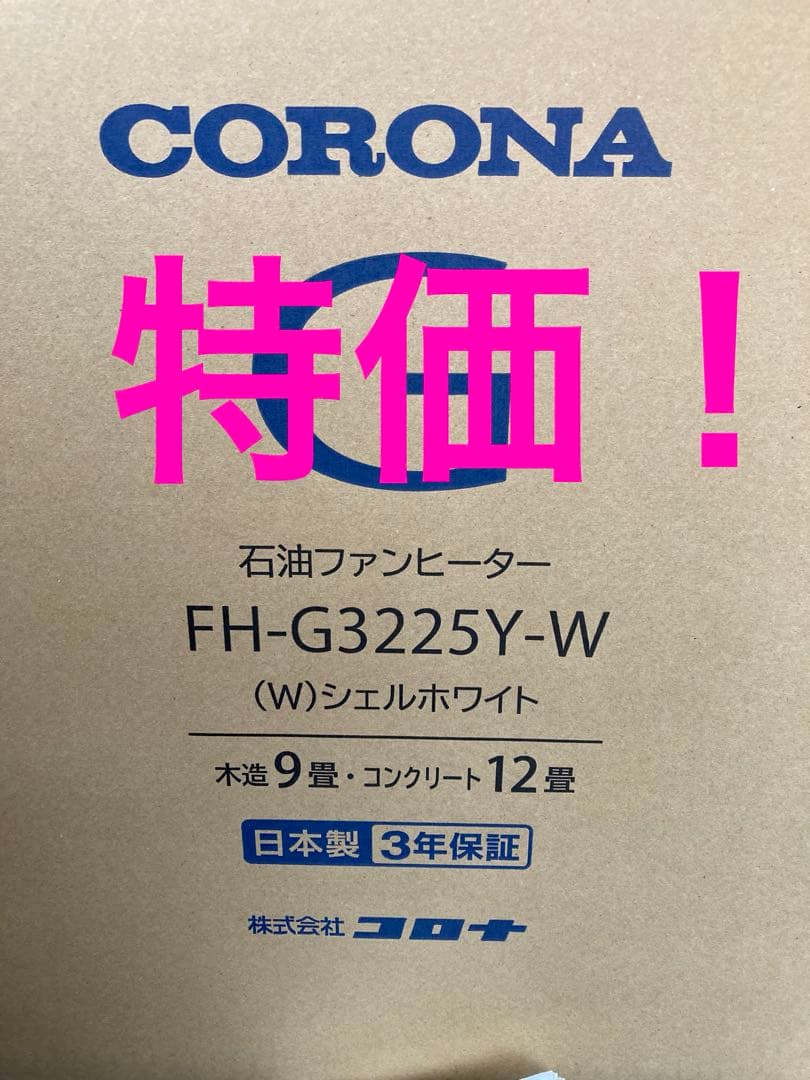 CORONA
特価！
G
石油ファンヒーター
FH-G3225Y-W
(W)シェルホワイト
木造9畳・コンクリート12畳
日本製 3年保証
株式会社 コロナ